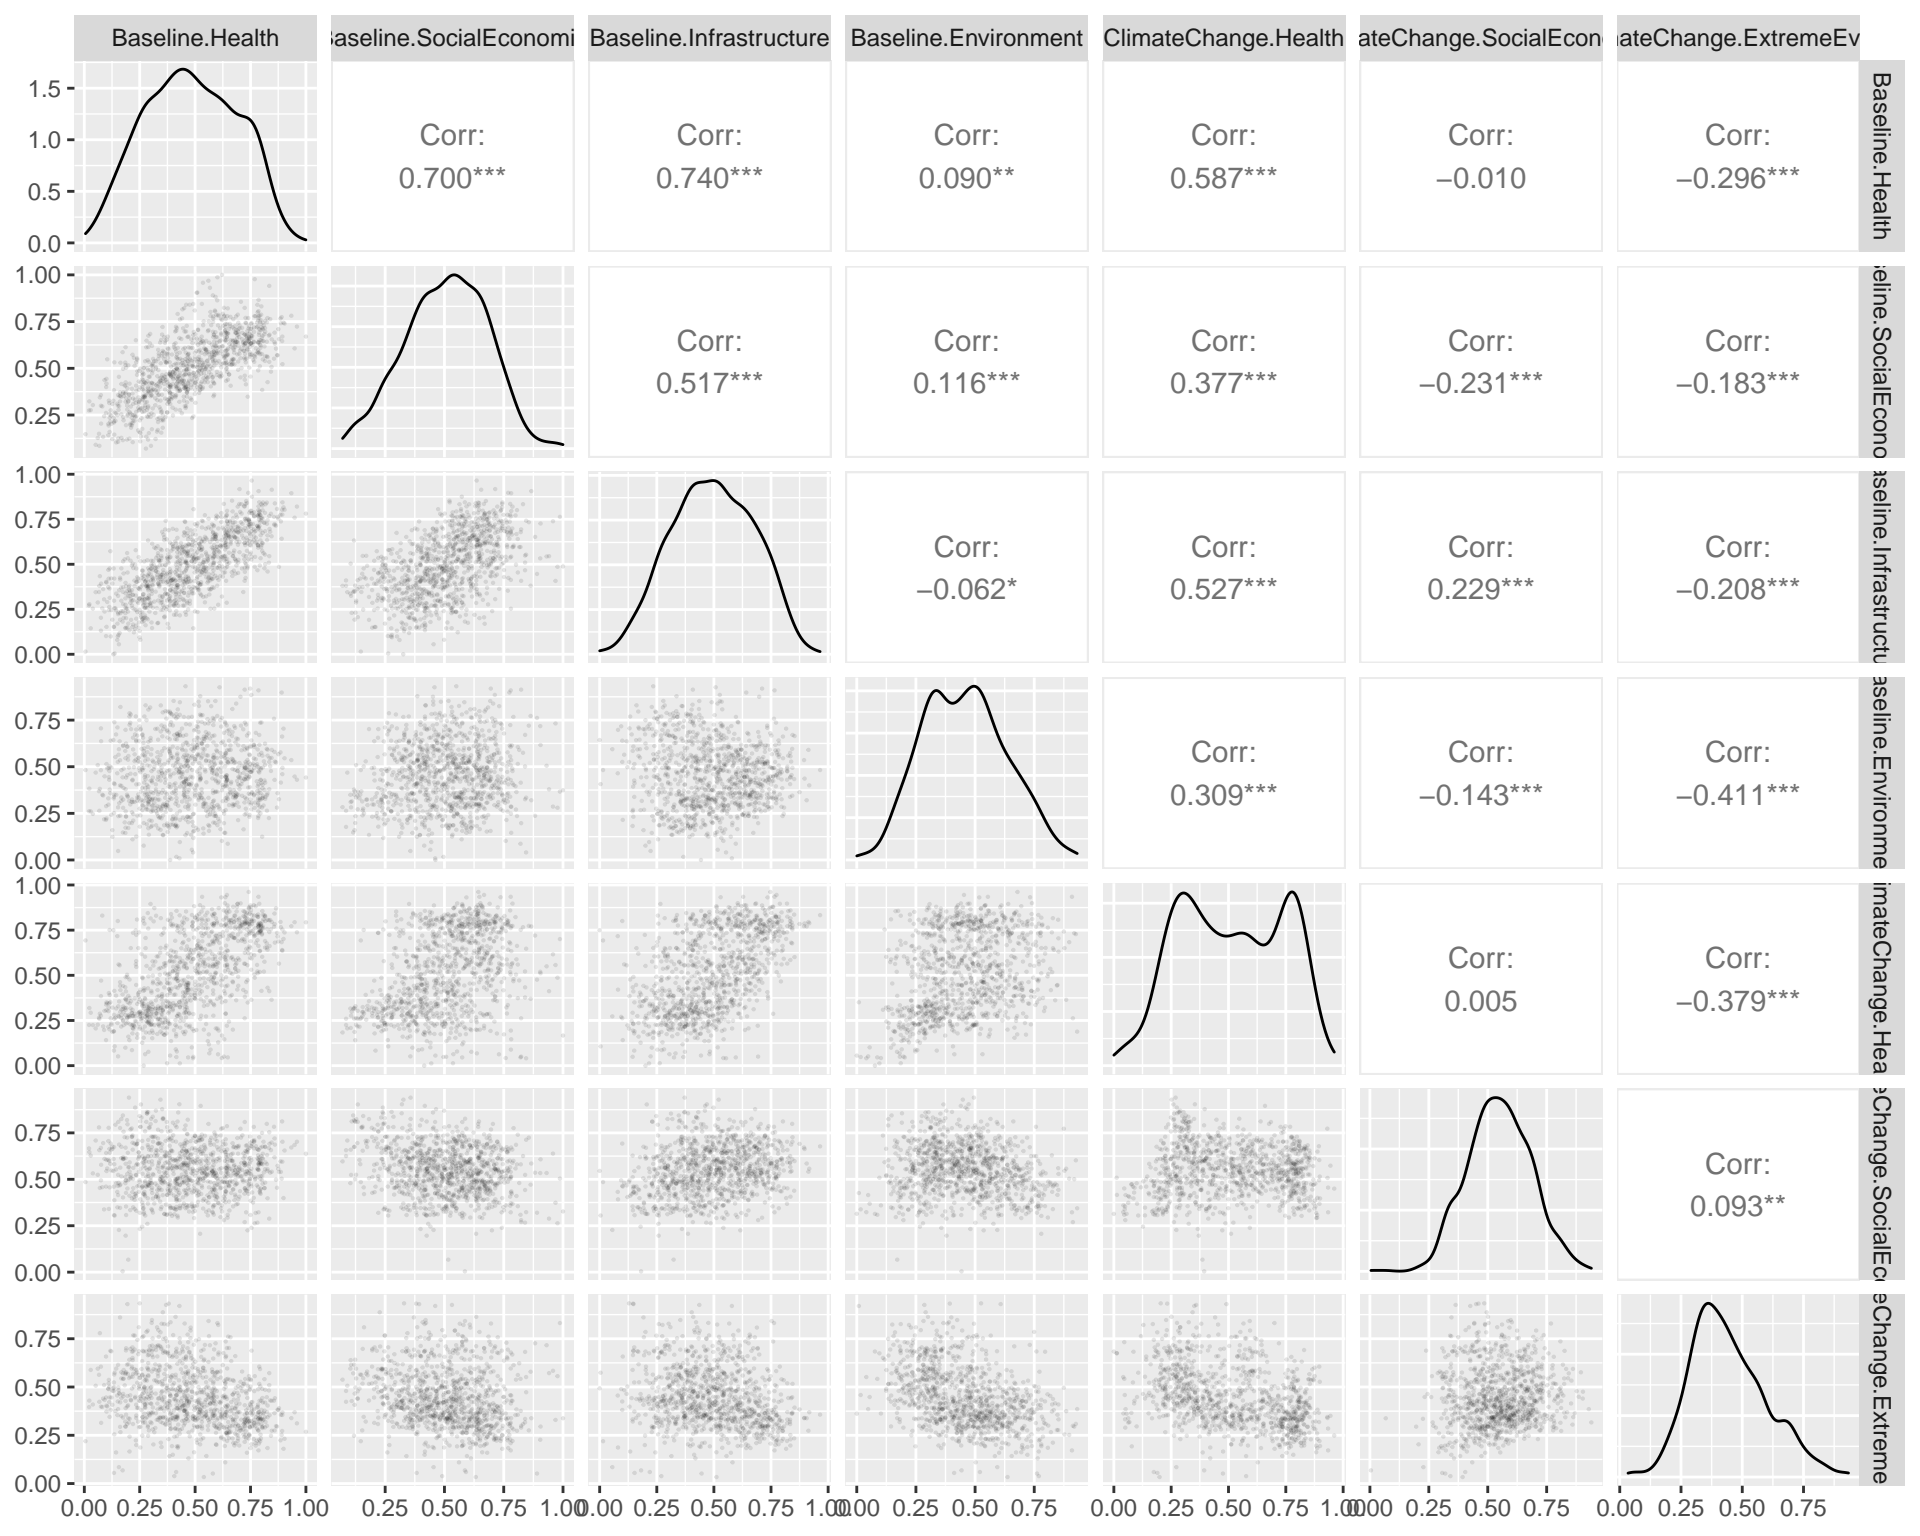 Baseline.Health Baseline.SocialEconomi Baseline.Infrastructure Baseline.Environment ClimateChange.Health ateChange.SocialEcon ateChange.ExtremeEv
1.5
1.0
0.5
0.0
Corr: Corr: Corr: Corr: Corr: Corr:
0.700*** 0.740*** 0.090** 0.587*** −0.010 −0.296***
Baseline.Health
1.00
0.75
0.50
0.25
Corr: Corr: Corr: Corr: Corr:
0.517*** 0.116*** 0.377*** −0.231*** −0.183***
eline.SocialEcono
1.00
0.75
0.50
0.25
0.00
Corr: Corr: Corr: Corr:
−0.062* 0.527*** 0.229*** −0.208***
aseline.Infrastructu
0.75
0.50
0.25
0.00
Corr: Corr: Corr:
0.309*** −0.143*** −0.411***
aseline.Environme
1.00
0.75
0.50
0.25
0.00
Corr: Corr:
0.005 −0.379***
imateChange.Hea
0.75
0.50
0.25
0.00
Corr:
0.093**
eChange.SocialEco
0.75
0.50
0.25
0.00
eChange.Extreme
0.00 0.25 0.50 0.75 1.00 0.25 0.50 0.75 1.00 0.00 0.25 0.50 0.75 1.00 0.00 0.25 0.50 0.75 0.00 0.25 0.50 0.75 1.00 0.00 0.25 0.50 0.75 0.00 0.25 0.50 0.75